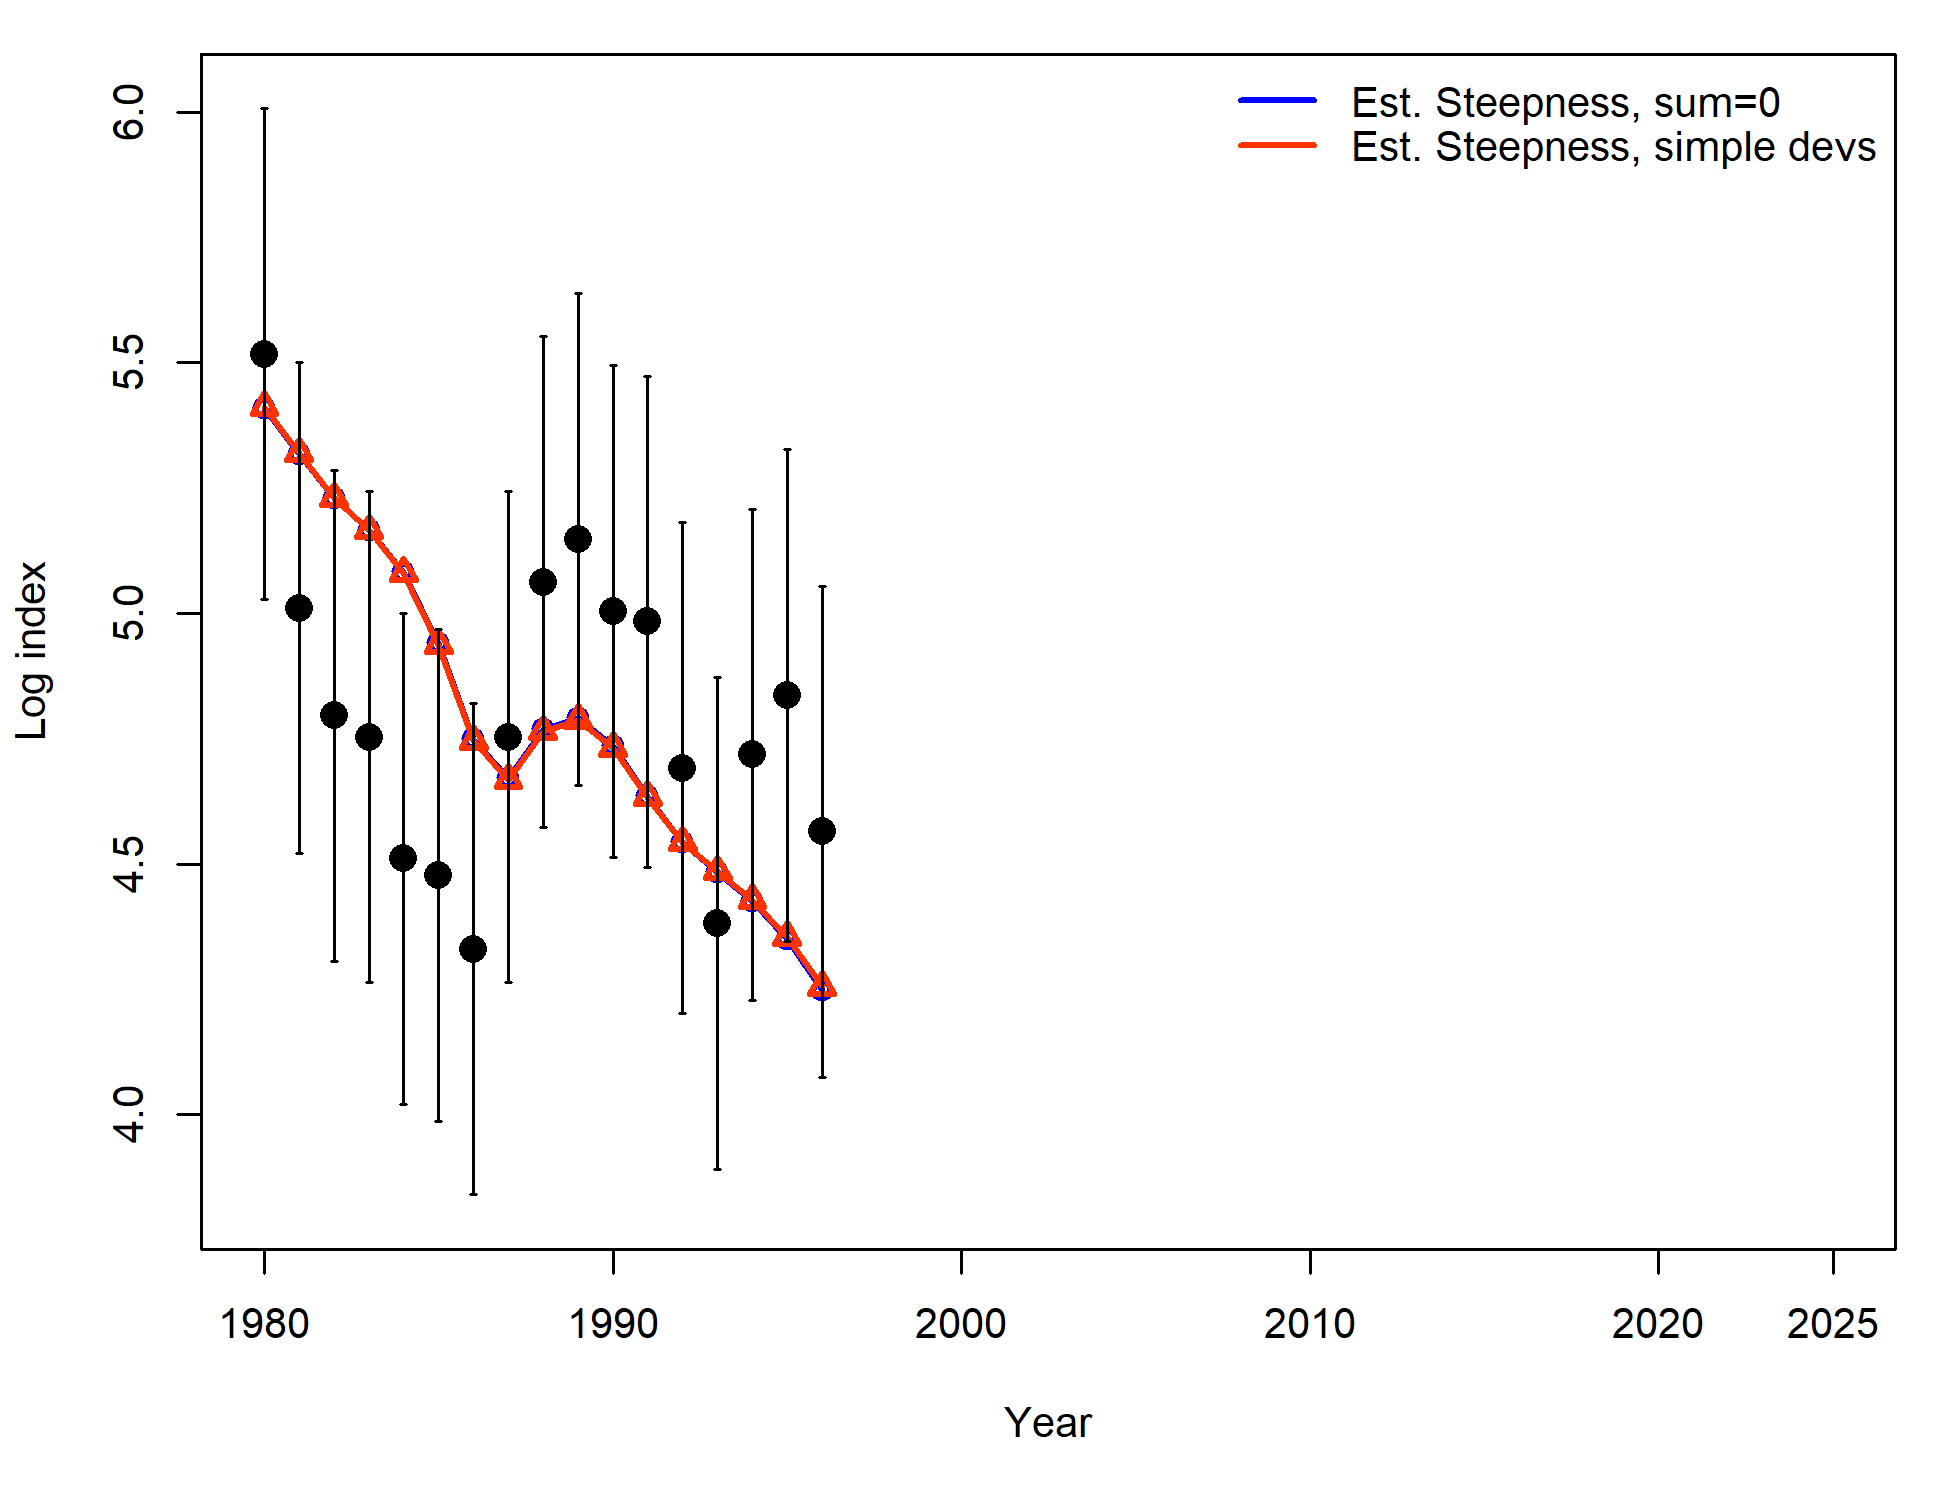 Est. Steepness, sum=0
Est. Steepness, simple devs
6.0
5.5
5.0
4.5
4.0
Log index
1980 1990 2000 2010 2020 2025
Year